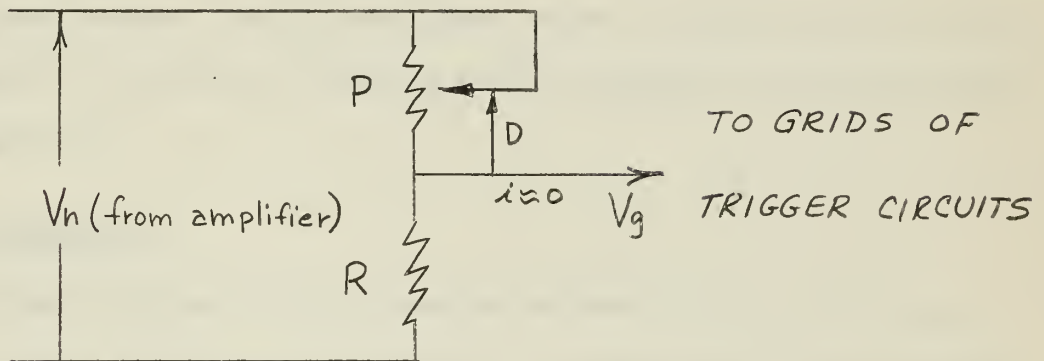 P
D
TO GRIDS OF
i≈0
Vg
TRIGGER CIRCUITS
Vh (from amplifier)
R